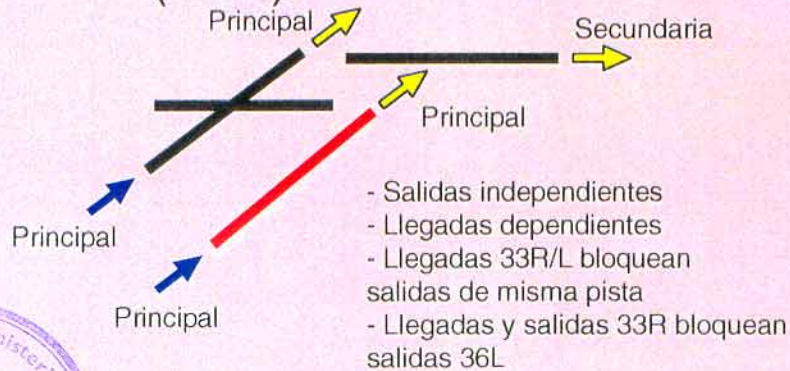 Principal
Secundaria
Principal
Principal
Principal
- Salidas independientes
- Llegadas dependientes
- Llegadas 33R/L bloquean
salidas de misma pista
- Llegadas y salidas 33R bloquean
salidas 36L